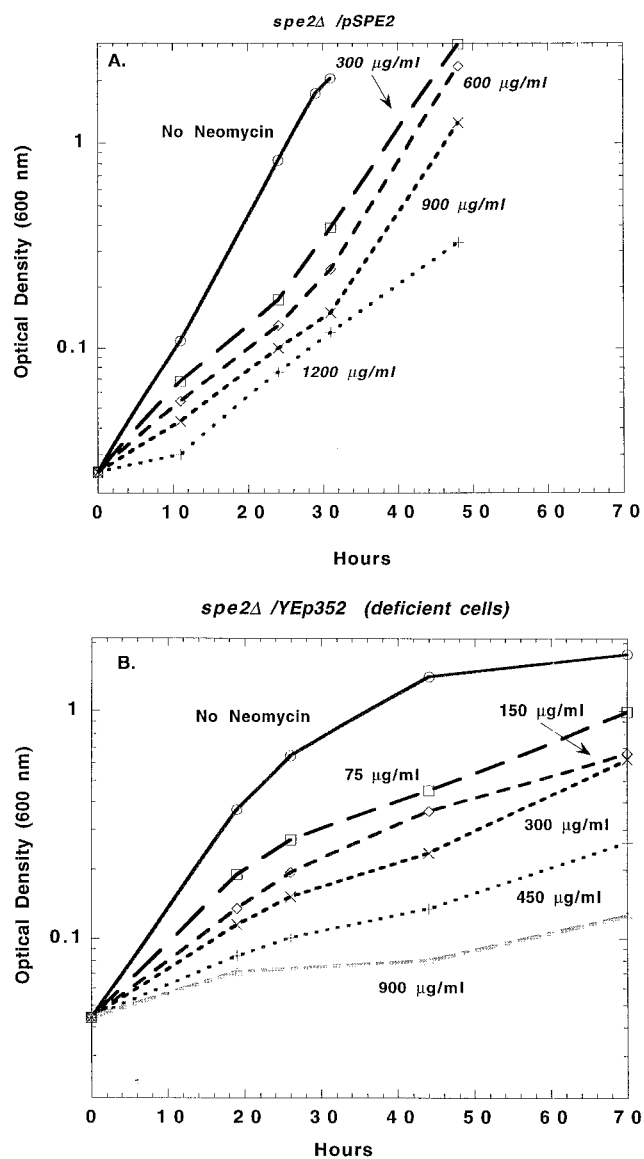 spe2Δ /pSPE2
A.
300 µg/ml
600 µg/ml
No Neomycin
1
900 µg/ml
Optical Density (600 nm)
0.1
1200 µg/ml
0 10 20 30 40 50 60 70
Hours
spe2Δ /YEp352 (deficient cells)
B.
No Neomycin
150 µg/ml
1
75 µg/ml
Optical Density (600 nm)
300 µg/ml
450 µg/ml
0.1
900 µg/ml
0 10 20 30 40 50 60 70
Hours